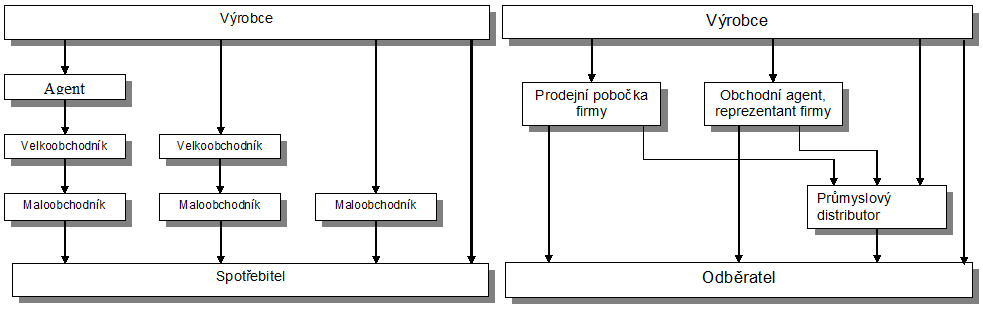 Výrobce
Agent
Velkoobchodník
Velkoobchodník
Maloobchodník
Maloobchodník
Maloobchodník
Spotřebitel
Výrobce
Prodejní pobočka
firmy
Obchodní agent,
reprezentant firmy
Průmyslový
distributor
Odběratel